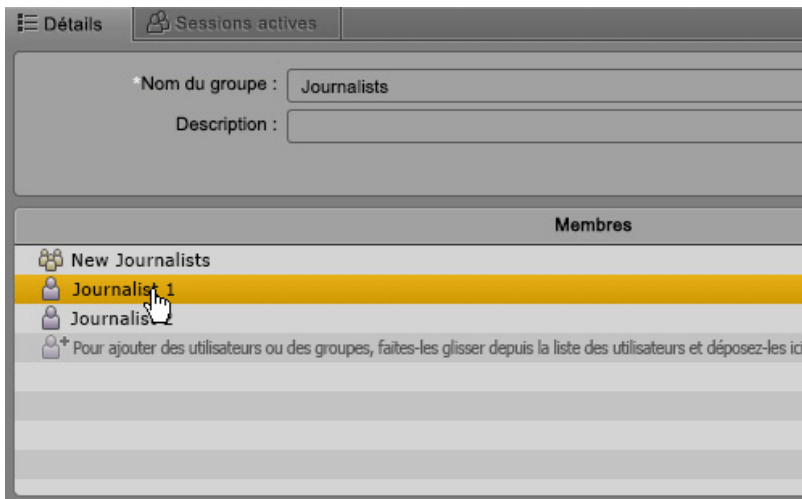 Détails
Sessions actives
*Nom du groupe : Journalists
Description :
Membres
New Journalists
Journalist 1
Journalist 2
Pour ajouter des utilisateurs ou des groupes, faites-les glisser depuis la liste des utilisateurs et déposez-les ici